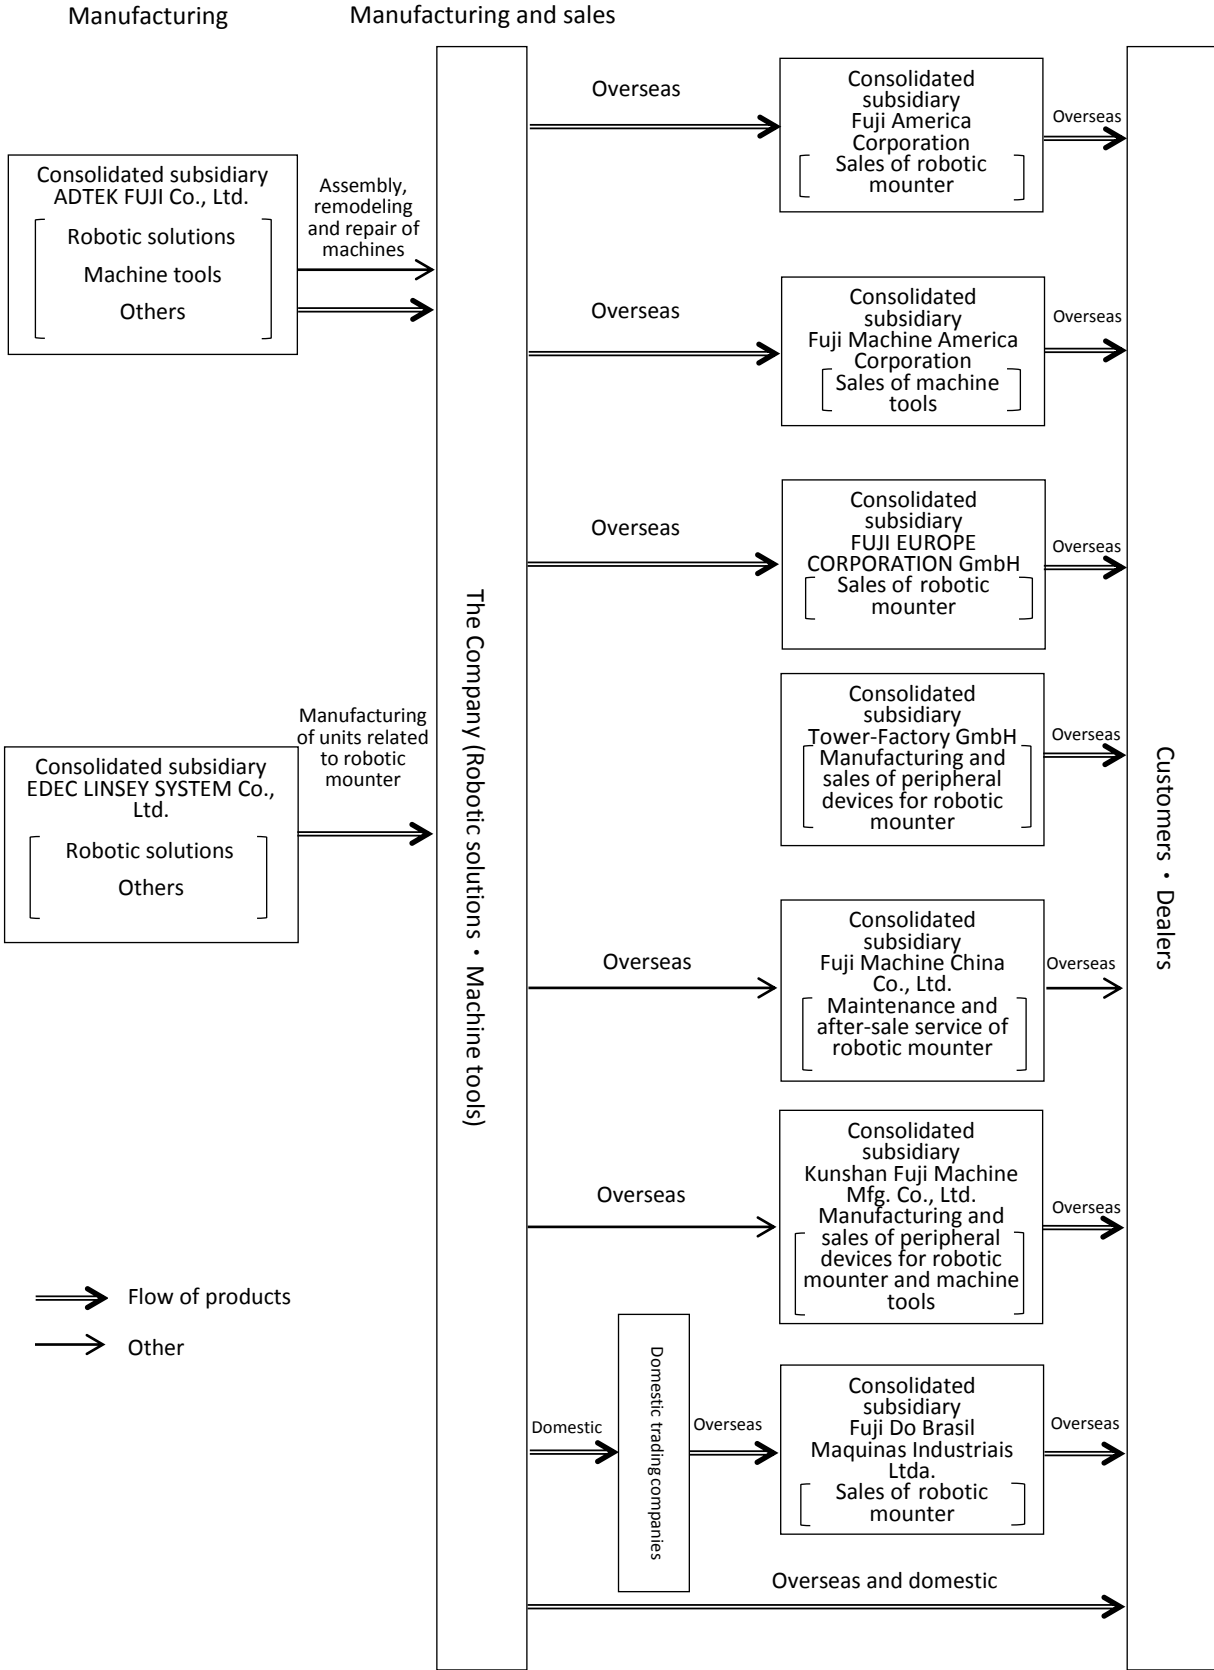 Manufacturing
Manufacturing and sales
Consolidated subsidiary
ADTEK FUJI Co., Ltd.
Robotic solutions
Machine tools
Others
Assembly,
remodeling
and repair of
machines
Consolidated subsidiary
EDEC LINSEY SYSTEM Co.,
Ltd.
Robotic solutions
Others
Manufacturing
of units related
to robotic
mounter
Flow of products
Other
The Company (Robotic solutions・Machine tools)
Overseas
Consolidated
subsidiary
Fuji America
Corporation
Sales of robotic
mounter
Overseas
Overseas
Consolidated
subsidiary
Fuji Machine America
Corporation
Sales of machine
tools
Overseas
Overseas
Consolidated
subsidiary
FUJI EUROPE
CORPORATION GmbH
Sales of robotic
mounter
Overseas
Consolidated
subsidiary
Tower-Factory GmbH
Manufacturing and
sales of peripheral
devices for robotic
mounter
Overseas
Overseas
Consolidated
subsidiary
Fuji Machine China
Co., Ltd.
Maintenance and
after-sale service of
robotic mounter
Overseas
Overseas
Consolidated
subsidiary
Kunshan Fuji Machine
Mfg. Co., Ltd.
Manufacturing and
sales of peripheral
devices for robotic
mounter and machine
tools
Overseas
Domestic
Domestic trading companies
Overseas
Consolidated
subsidiary
Fuji Do Brasil
Maquinas Industriais
Ltda.
Sales of robotic
mounter
Overseas
Overseas and domestic
Customers・Dealers